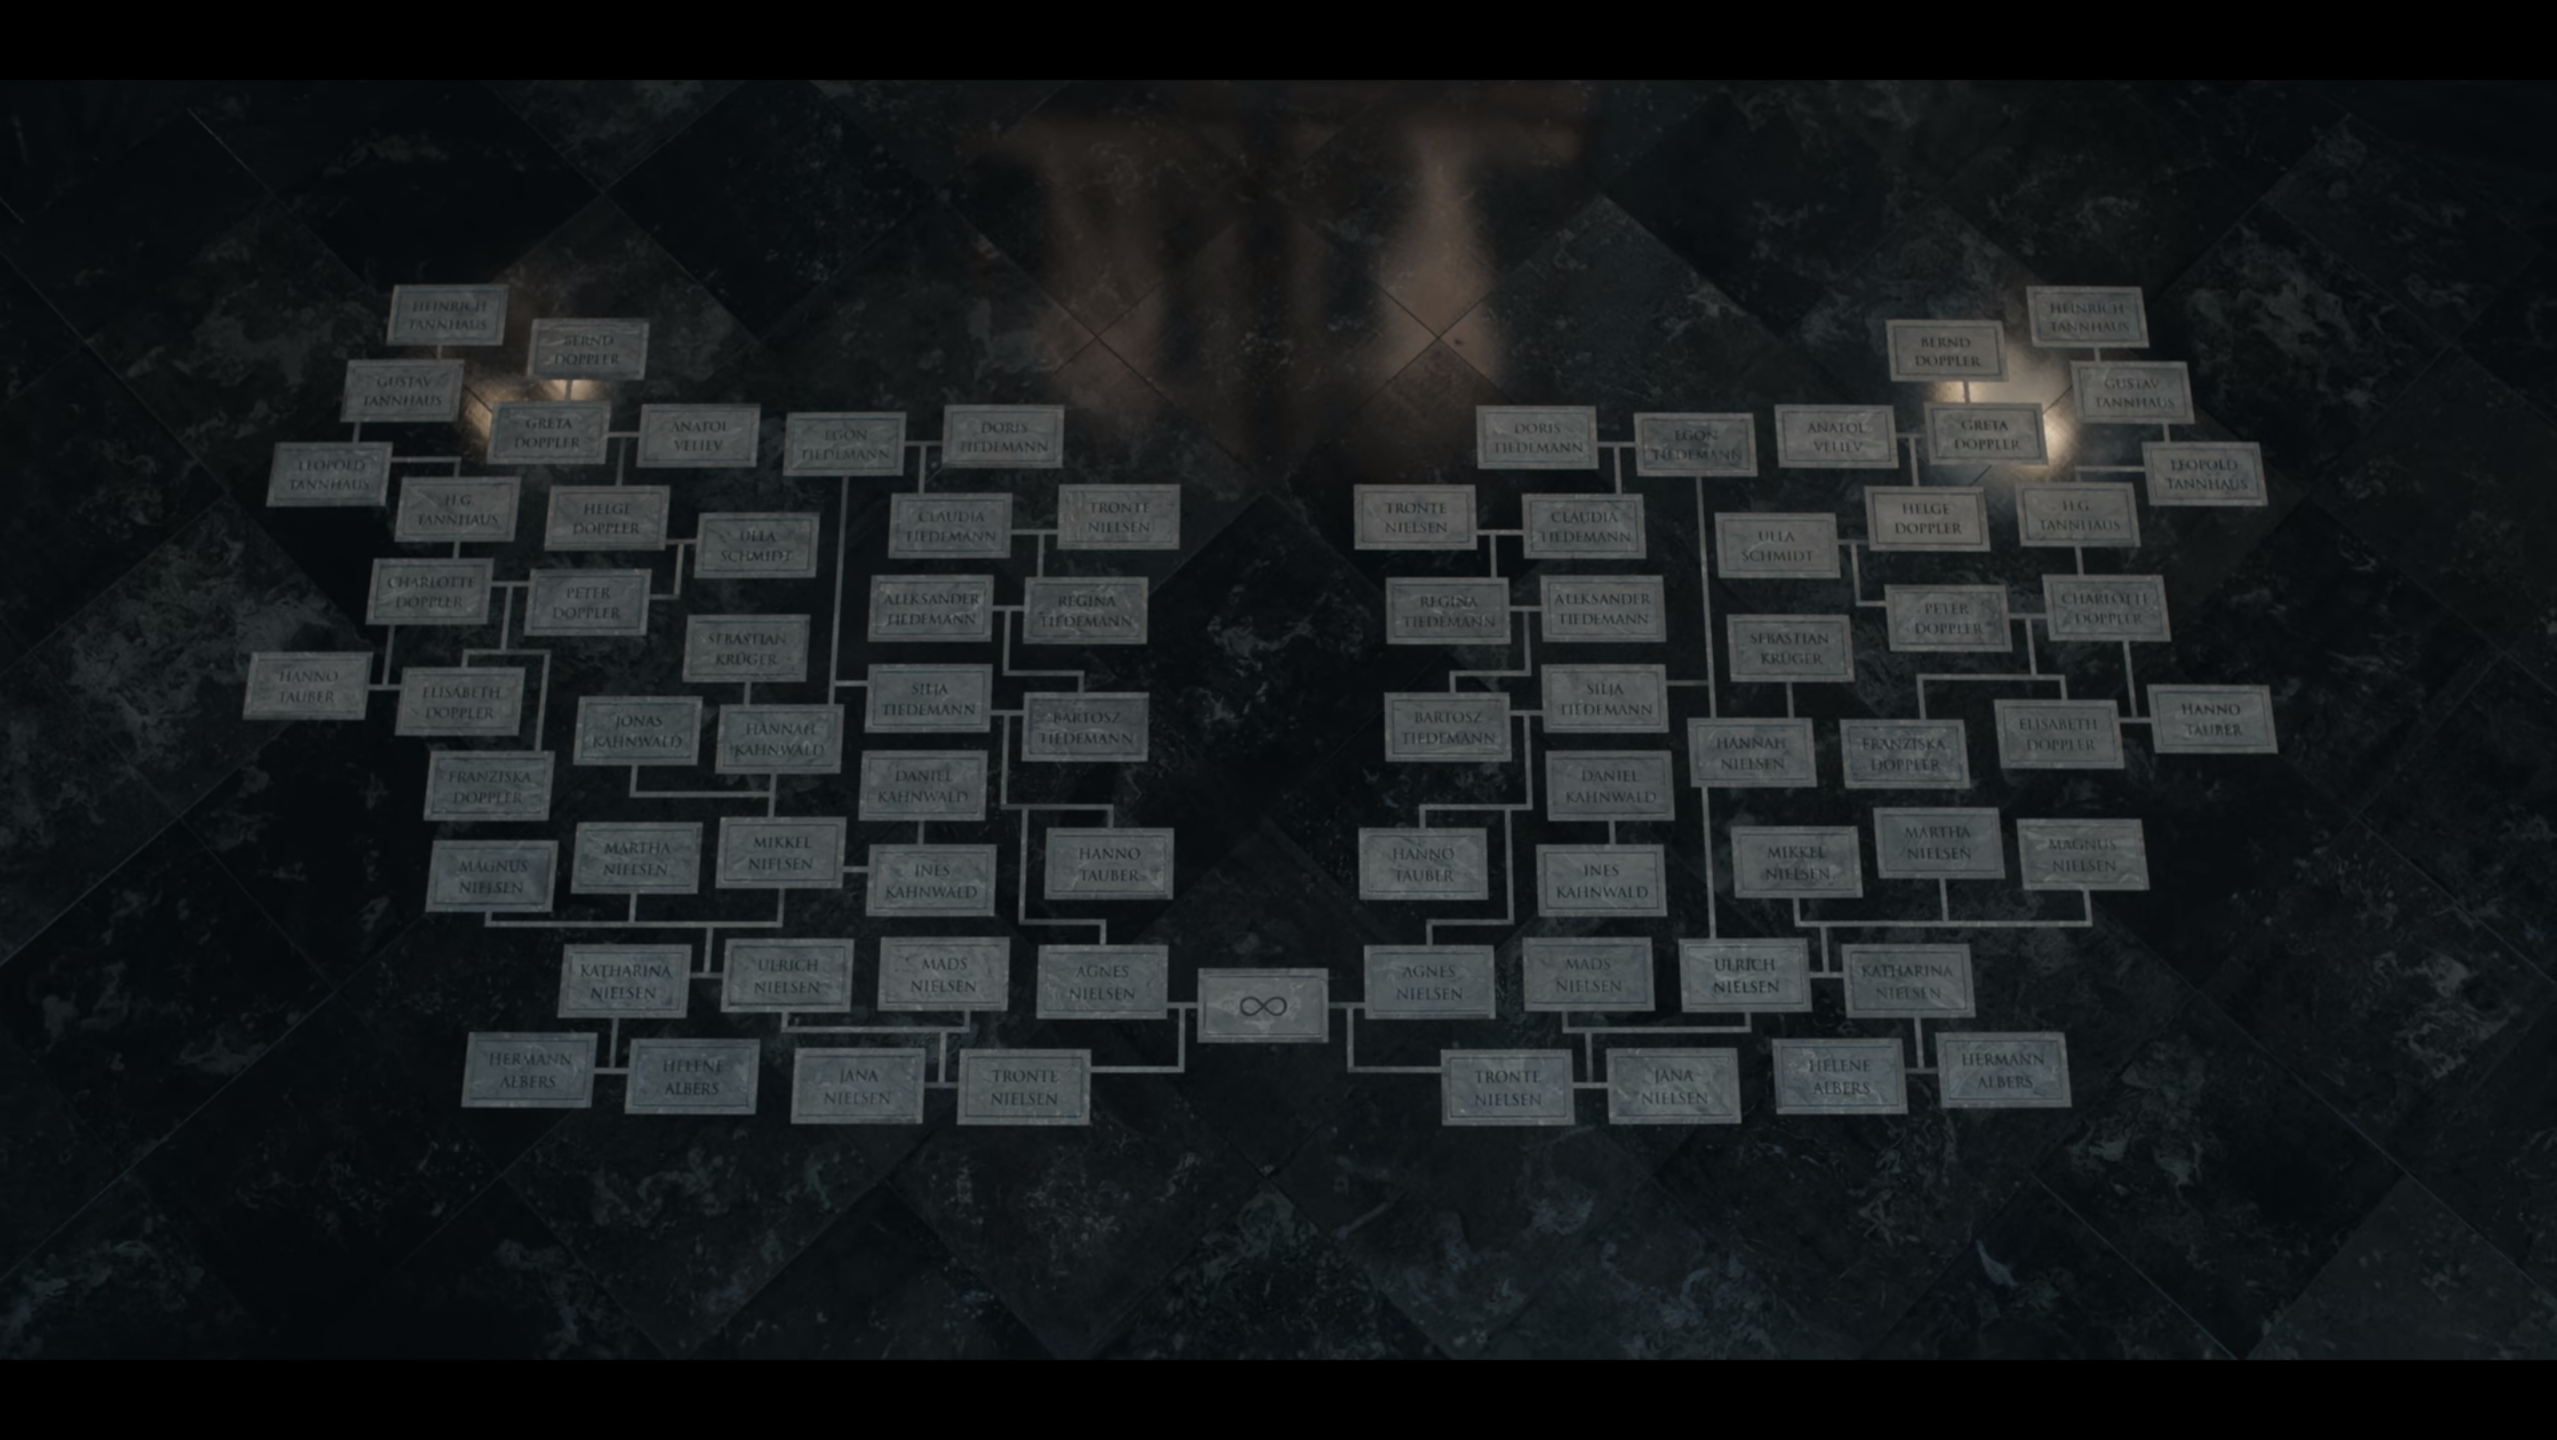 HEINRICH
TANNHAUS
BERND
DOPPLER
GUSTAV
TANNHAUS
GRETA
DOPPLER
ANATOL
VELIEV
EGON
TIEDEMANN
DORIS
TIEDEMANN
LEOPOLD
TANNHAUS
H.G.
TANNHAUS
HELGE
DOPPLER
ULLA
SCHMIDT
CLAUDIA
TIEDEMANN
TRONTE
NIELSEN
CHARLOTTE
DOPPLER
PETER
DOPPLER
ALEKSANDER
TIEDEMANN
REGINA
TIEDEMANN
SEBASTIAN
KRÜGER
HANNO
TAUBER
ELISABETH
DOPPLER
JONAS
KAHNWALD
HANNAH
KAHNWALD
SILJA
TIEDEMANN
BARTOSZ
TIEDEMANN
FRANZISKA
DOPPLER
DANIEL
KAHNWALD
MAGNUS
NIELSEN
MARTHA
NIELSEN
MIKKEL
NIELSEN
INES
KAHNWALD
HANNO
TAUBER
KATHARINA
NIELSEN
ULRICH
NIELSEN
MADS
NIELSEN
AGNES
NIELSEN
HERMANN
ALBERS
HELENE
ALBERS
JANA
NIELSEN
TRONTE
NIELSEN
∞
HEINRICH
TANNHAUS
BERND
DOPPLER
GUSTAV
TANNHAUS
DORIS
TIEDEMANN
EGON
TIEDEMANN
ANATOL
VELIEV
GRETA
DOPPLER
LEOPOLD
TANNHAUS
TRONTE
NIELSEN
CLAUDIA
TIEDEMANN
ULLA
SCHMIDT
HELGE
DOPPLER
H.G.
TANNHAUS
REGINA
TIEDEMANN
ALEKSANDER
TIEDEMANN
SEBASTIAN
KRÜGER
PETER
DOPPLER
CHARLOTTE
DOPPLER
BARTOSZ
TIEDEMANN
SILJA
TIEDEMANN
HANNAH
NIELSEN
FRANZISKA
DOPPLER
ELISABETH
DOPPLER
HANNO
TAUBER
DANIEL
KAHNWALD
HANNO
TAUBER
INES
KAHNWALD
MIKKEL
NIELSEN
MARTHA
NIELSEN
MAGNUS
NIELSEN
AGNES
NIELSEN
MADS
NIELSEN
ULRICH
NIELSEN
KATHARINA
NIELSEN
TRONTE
NIELSEN
JANA
NIELSEN
HELENE
ALBERS
HERMANN
ALBERS